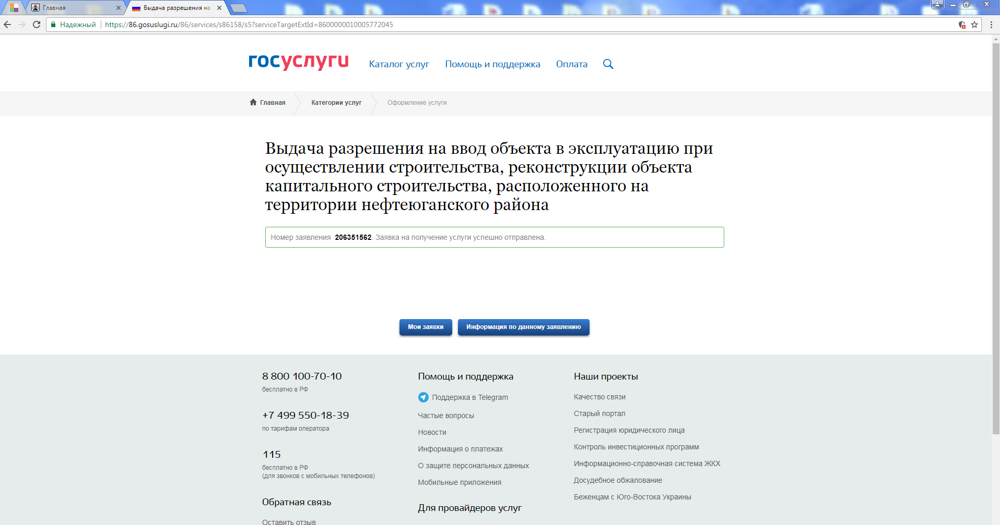 Главная
Выдача разрешения на
Надежный
https://86.gosuslugi.ru/86/services/s86158/s5?serviceTargetExtId=8600000010005772045
госуслуги
Каталог услуг
Помощь и поддержка
Оплата
Главная
Категории услуг
Оформление услуги
Выдача разрешения на ввод объекта в эксплуатацию при
осуществлении строительства, реконструкции объекта
капитального строительства, расположенного на
территории нефтеюганского района
Номер заявления 206351562. Заявка на получение услуги успешно отправлена.
Мои заявки
Информация по данному заявлению
8 800 100-70-10
бесплатно в РФ
+7 499 550-18-39
по тарифам оператора
115
бесплатно в РФ
(для звонков с мобильных телефонов)
Обратная связь
Оставить отзыв
Помощь и поддержка
Поддержка в Telegram
Частые вопросы
Новости
Информация о платежах
О защите персональных данных
Мобильные приложения
Для провайдеров услуг
Наши проекты
Качество связи
Старый портал
Регистрация юридического лица
Контроль инвестиционных программ
Информационно-справочная система ЖКХ
Досудебное обжалование
Беженцам с Юго-Востока Украины